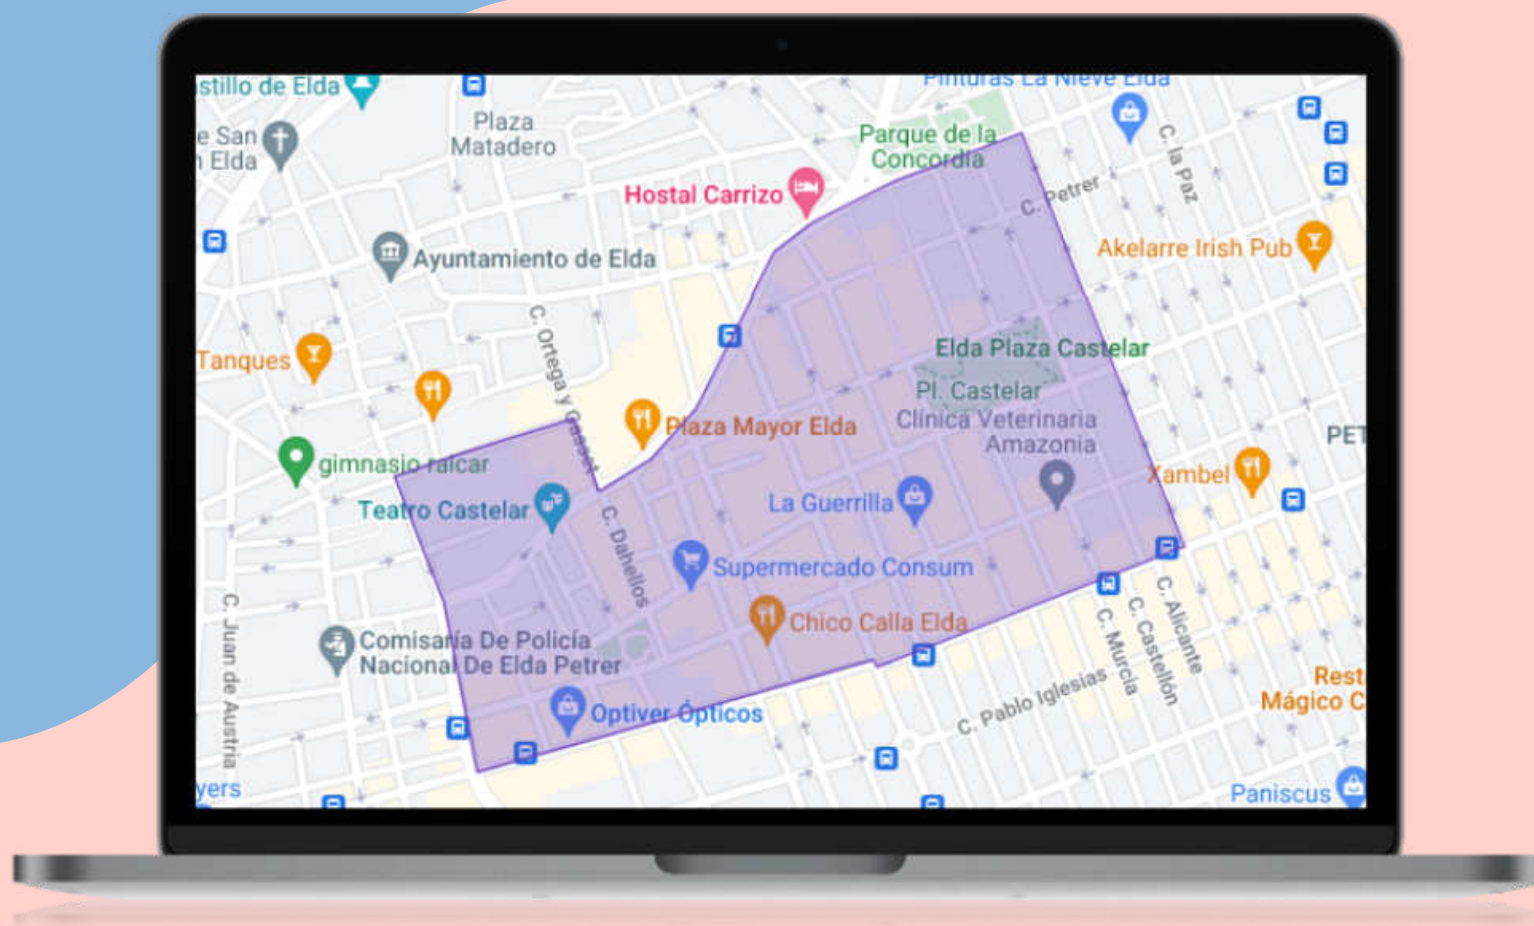 stillo de Elda
Pinturas La Nieve Elda
Plaza
Matadero
e San
n Elda
Parque de la
Concordia
C. la Paz
Hostal Carrizo
C. Petrer
Ayuntamiento de Elda
Akelarre Irish Pub
C. Ortega y Gasset
Tanques
Elda Plaza Castelar
Pl. Castelar
Plaza Mayor Elda
Clínica Veterinaria
Amazonia
PET
gimnasio raicar
Xambel
Teatro Castelar
La Guerrilla
C. Dahellos
Supermercado Consum
Chico Calla Elda
C. Juan de Austria
Comisaría De Policía
Nacional De Elda Petrer
C. Murcia
C. Castellón
C. Alicante
Rest
Mágico C
Optiver Ópticos
C. Pablo Iglesias
yers
Paniscus